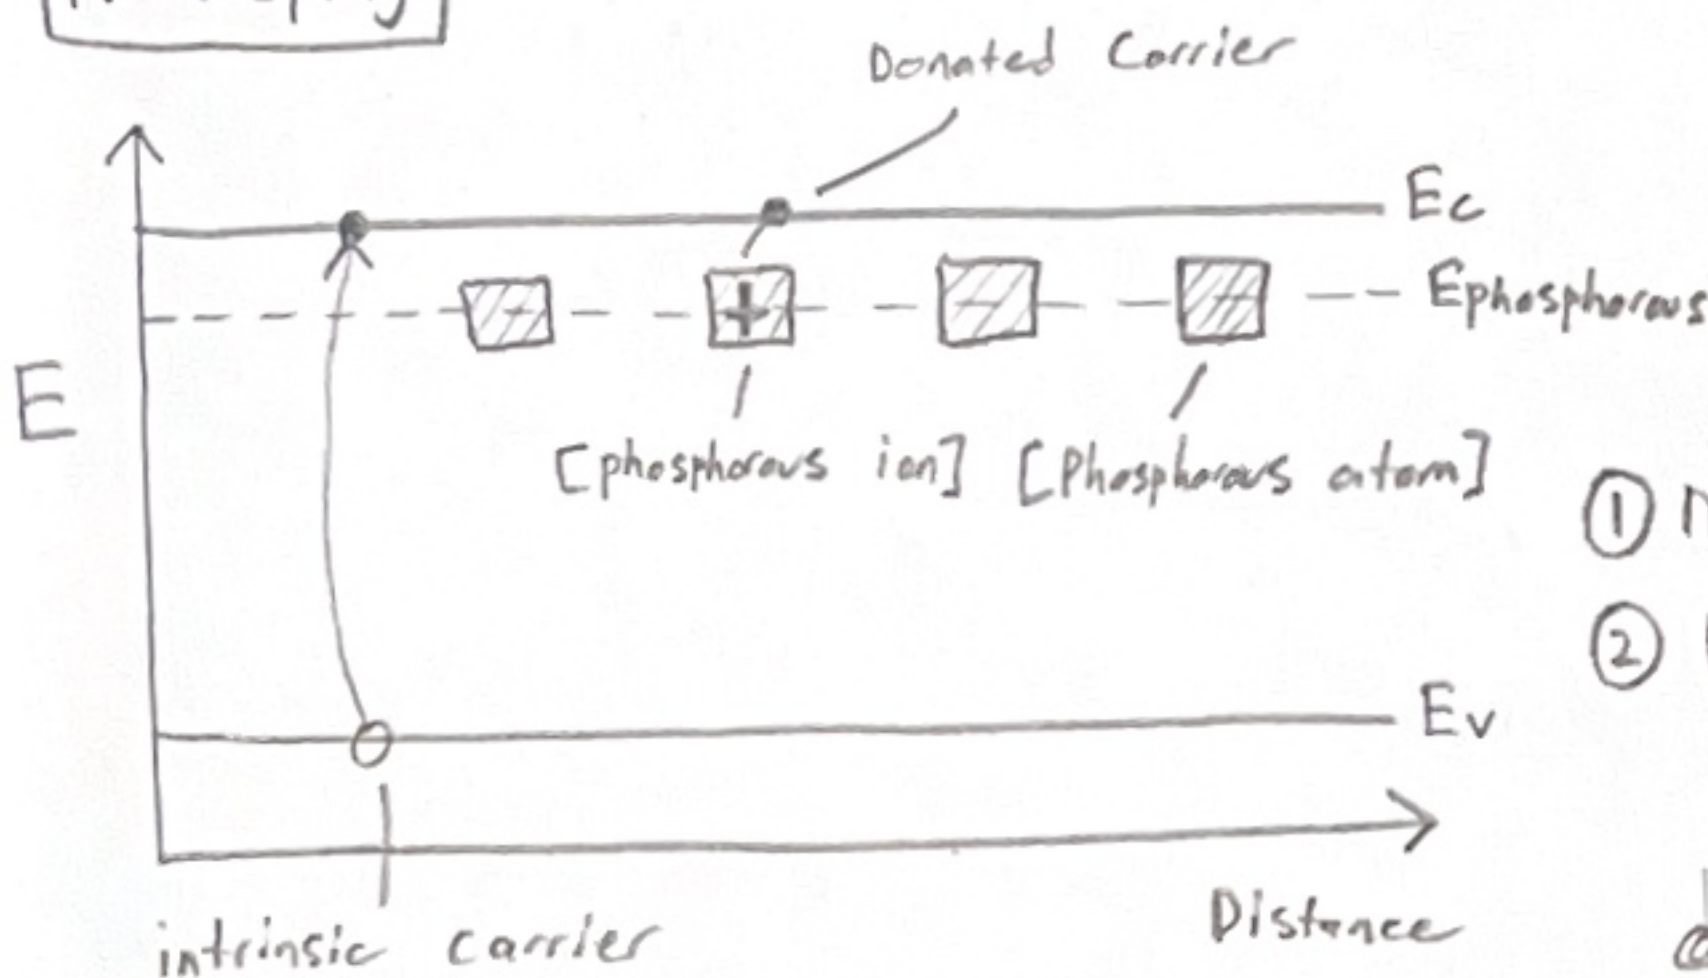 Donated Carrier
Ec
Ephosphorous
E
+
[phosphorous ion] [Phosphorous atom]
①
②
Ev
Distance
intrinsic carrier